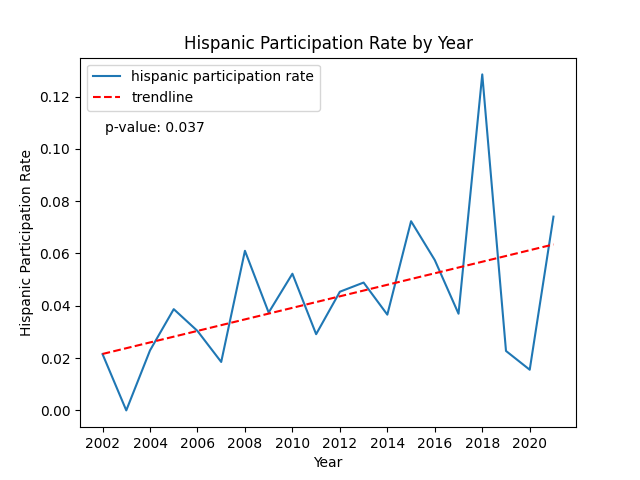 Hispanic Participation Rate by Year
hispanic participation rate
trendline
p-value: 0.037
Hispanic Participation Rate
0.12
0.10
0.08
0.06
0.04
0.02
0.00
2002 2004 2006 2008 2010 2012 2014 2016 2018 2020
Year